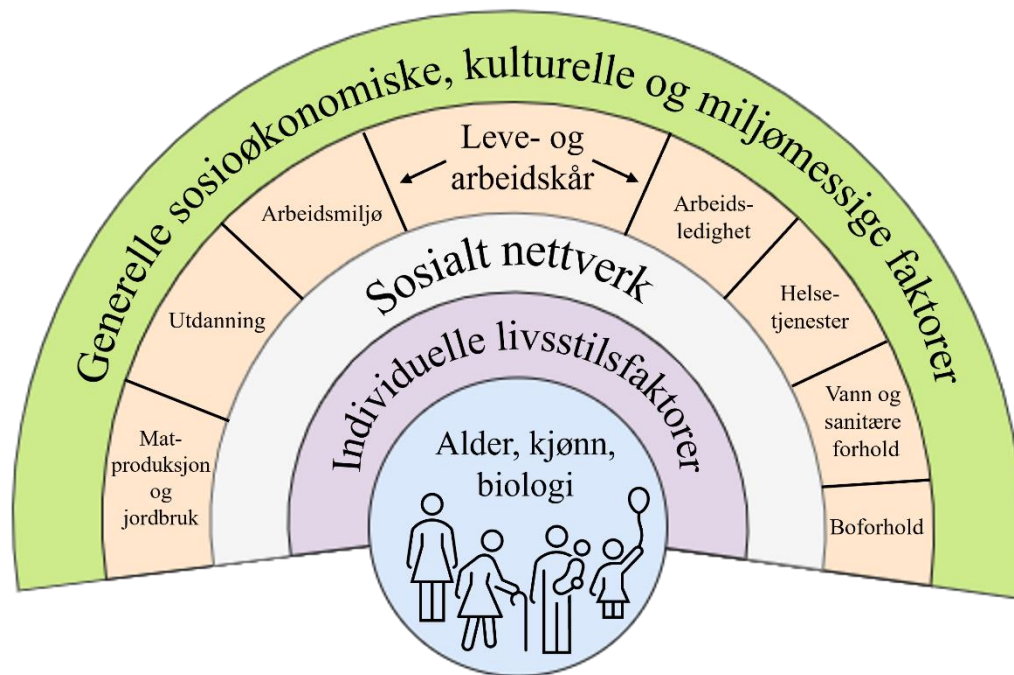 Generelle sosioøkonomiske, kulturelle og miljømessige faktorer
Leve- og
arbeidskår
Mat-
produksjon
og
jordbruk
Utdanning
Arbeidsmiljø
Arbeids-
ledighet
Helse-
tjenester
Vann og
sanitære
forhold
Boforhold
Sosialt nettverk
Individuelle livsstilsfaktorer
Alder, kjønn,
biologi